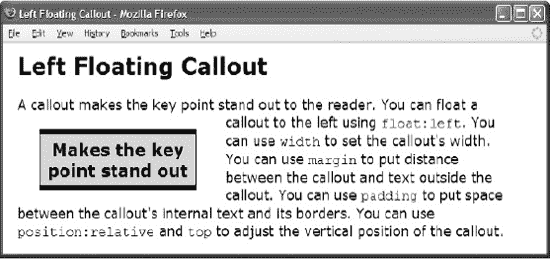 Left Floating Callout - Mozilla Firefox
File Edit View History Bookmarks Tools Help
Left Floating Callout
A callout makes the key point stand out to the reader. You can float a
callout to the left using float:left. You
can use width to set the callout's width.
You can use margin to put distance
between the callout and text outside the
callout. You can use padding to put space
Makes the key
point stand out
between the callout's internal text and its borders. You can use
position:relative and top to adjust the vertical position of the callout.